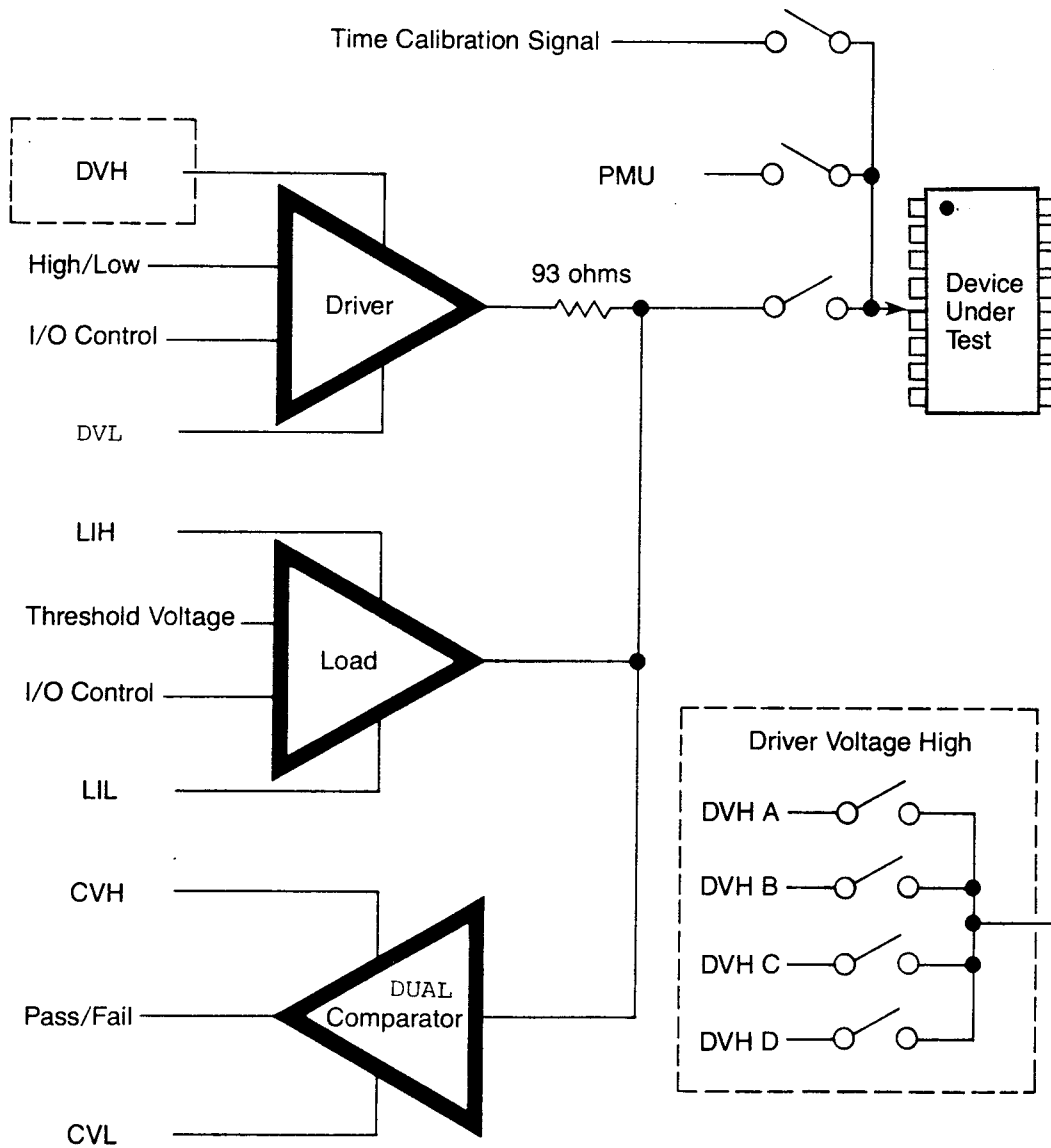 Time Calibration Signal
DVH
PMU
High/Low
93 ohms
Driver
I/O Control
Device
Under
Test
DVL
LIH
Threshold Voltage
Load
I/O Control
LIL
Driver Voltage High
DVH A
DVH B
DVH C
DVH D
CVH
DUAL
Comparator
Pass/Fail
CVL